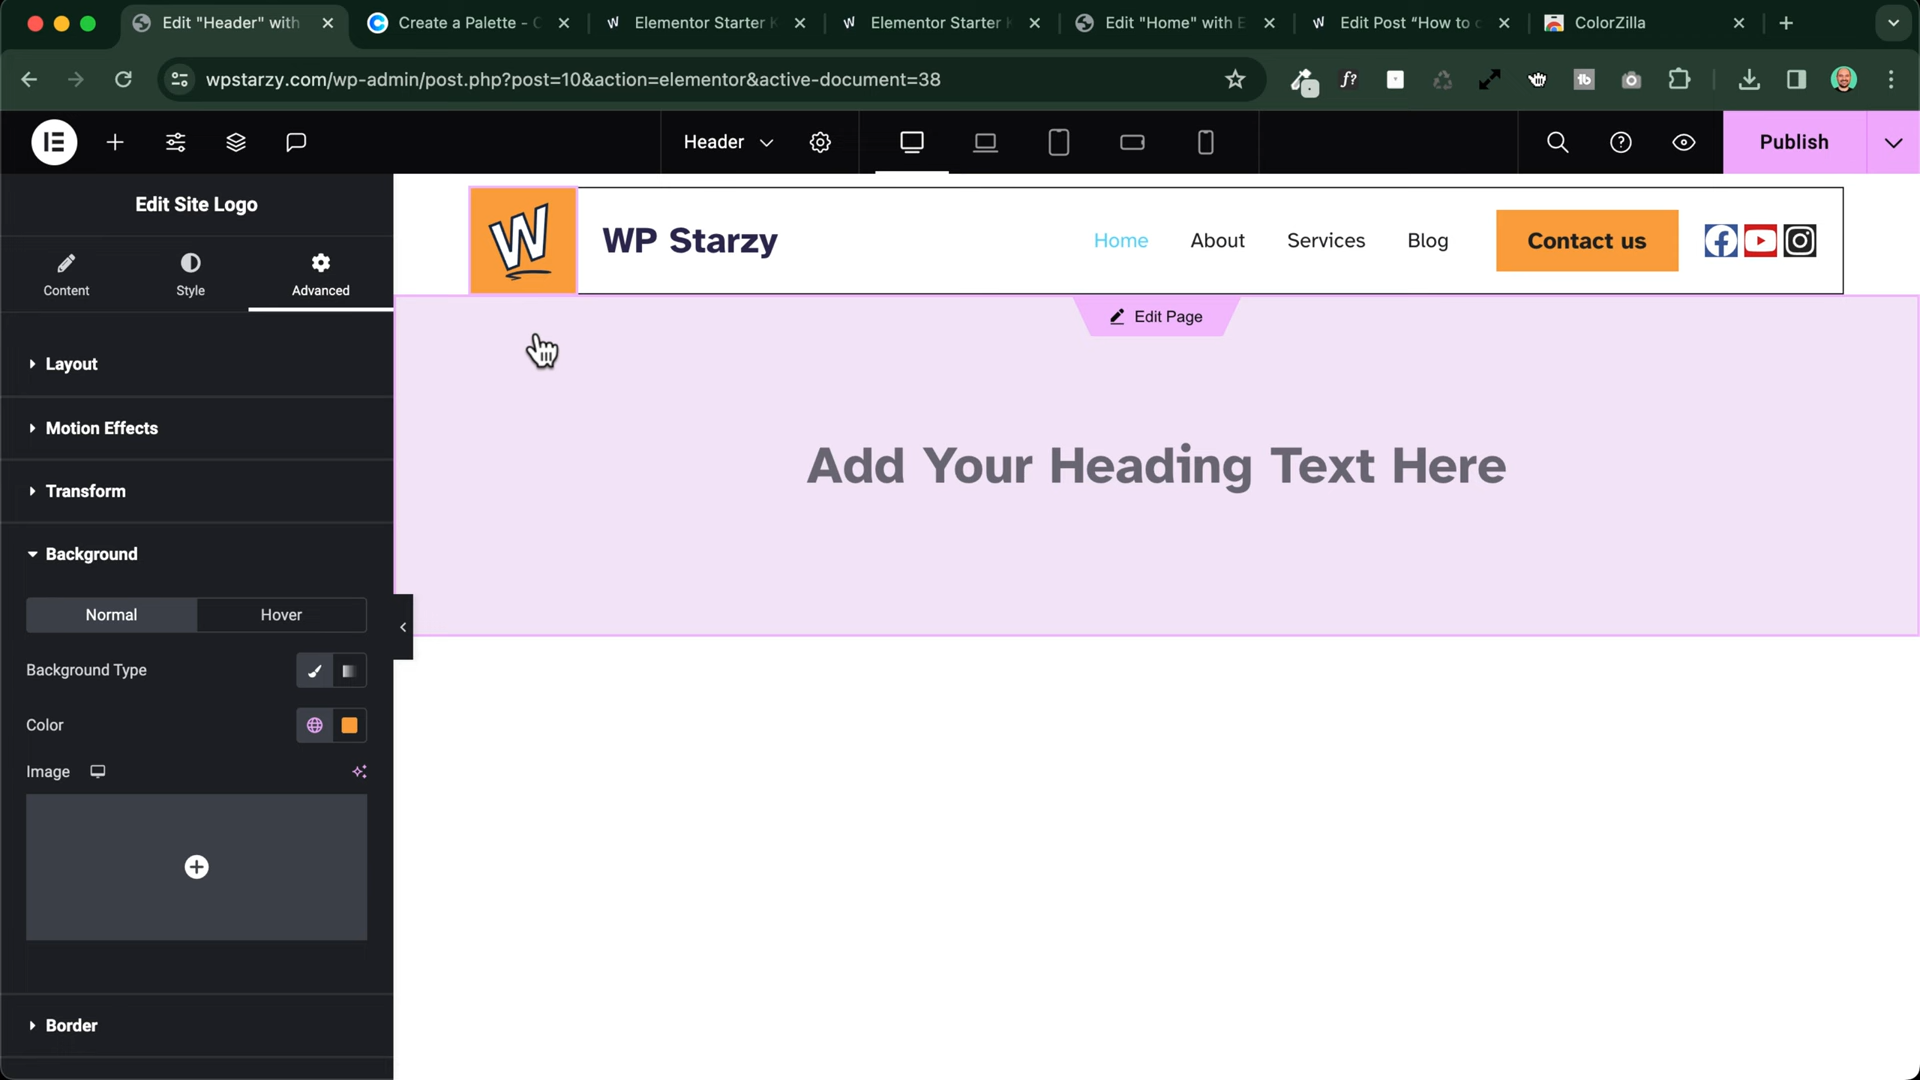 Edit "Header" with
Create a Palette - C
Elementor Starter K
Elementor Starter K
Edit "Home" with E
Edit Post “How to c
ColorZilla
wpstarzy.com/wp-admin/post.php?post=10&action=elementor&active-document=38
f?
tb
Header
Publish
Edit Site Logo
Content
Style
Advanced
Layout
Motion Effects
Transform
Background
Normal
Hover
Background Type
Color
Image
Border
W
WP Starzy
Home
About
Services
Blog
Contact us
Edit Page
Add Your Heading Text Here